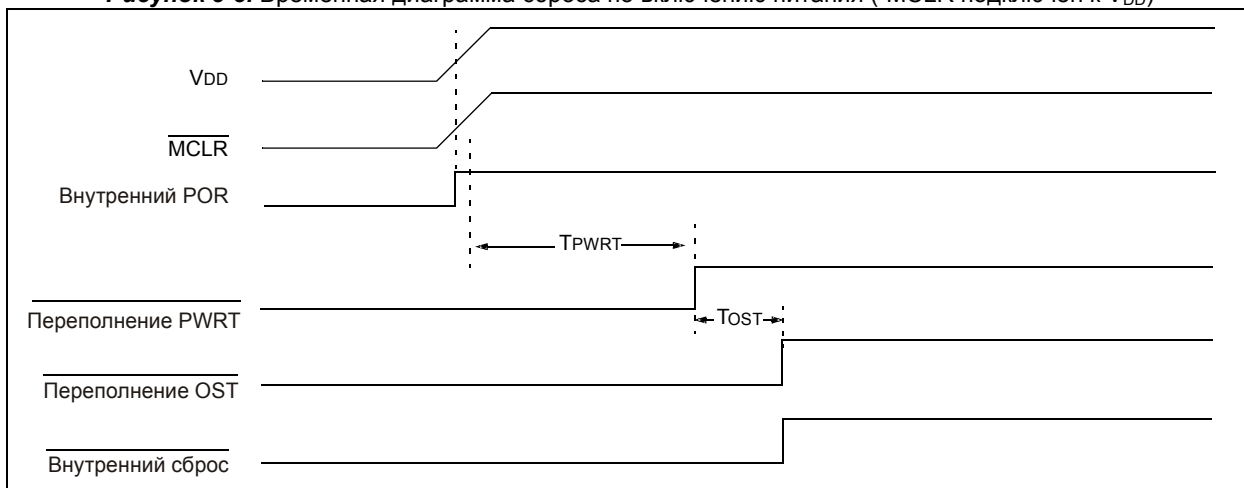 VDD
MCLR
Внутренний POR
TPWRT
Переполнение PWRT
TOST
Переполнение OST
Внутренний сброс